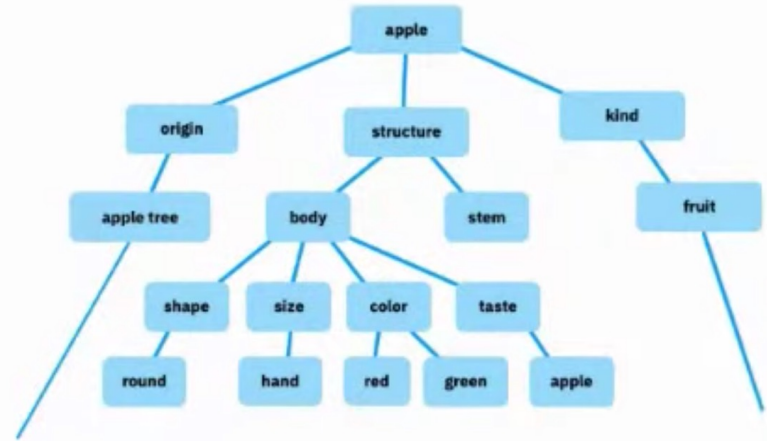 apple
origin
structure
kind
apple tree
body
stem
fruit
shape
size
color
taste
round
hand
red
green
apple